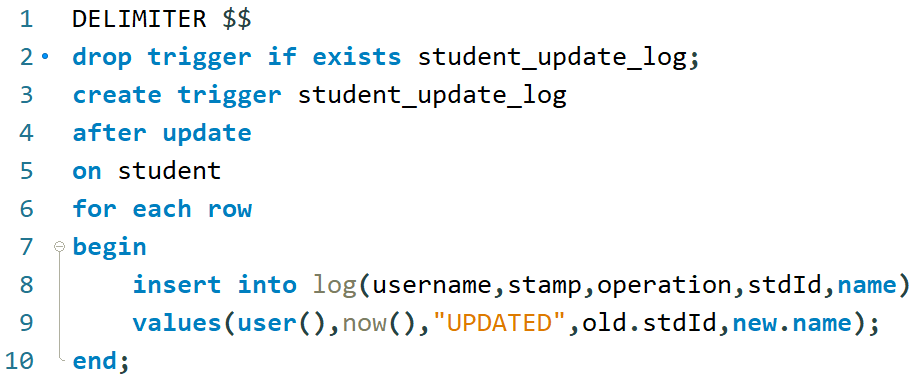 1 DELIMITER $$
2 drop trigger if exists student_update_log;
3 create trigger student_update_log
4 after update
5 on student
6 for each row
7 begin
8 insert into log(username,stamp,operation,stdId,name)
9 values(user(),now(),"UPDATED",old.stdId,new.name);
10 end;